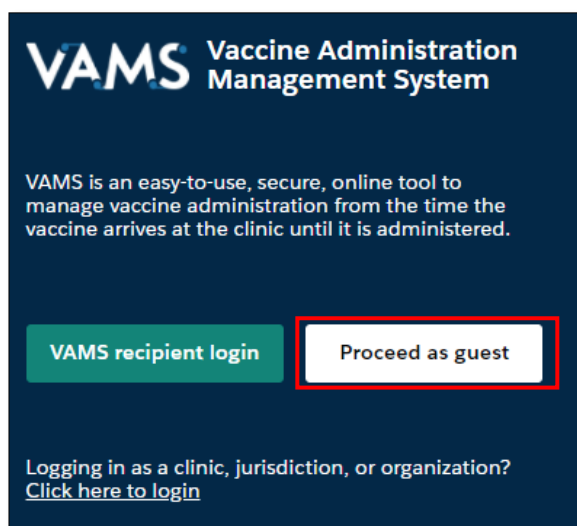 VAMS Vaccine Administration
Management System
VAMS is an easy-to-use, secure, online tool to
manage vaccine administration from the time the
vaccine arrives at the clinic until it is administered.
VAMS recipient login
Proceed as guest
Logging in as a clinic, jurisdiction, or organization?
Click here to login